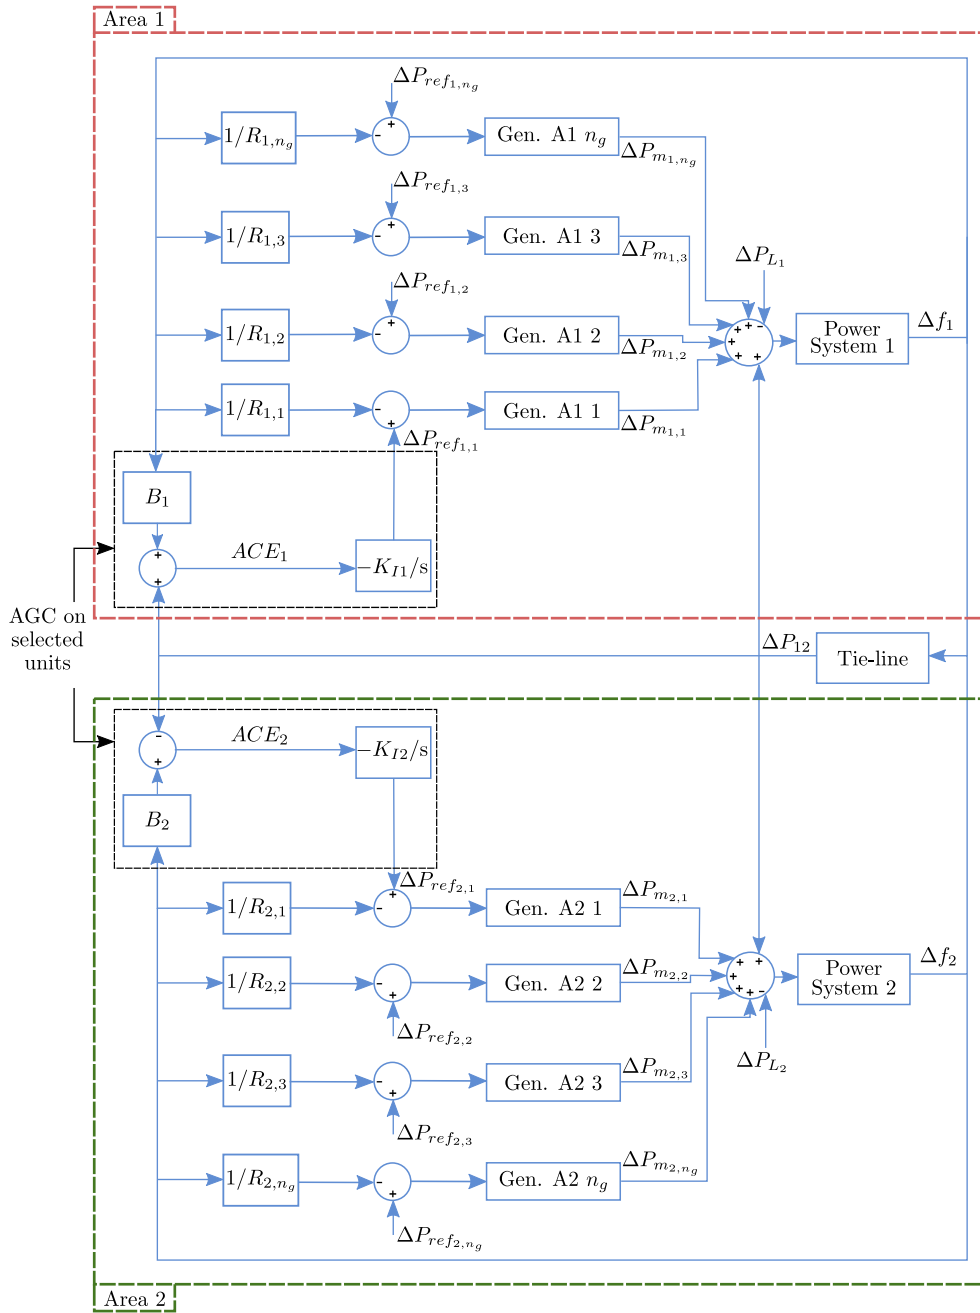 Area 1
ΔP_{ref_{1,n_g}}
1/R_{1,n_g}
+
-
Gen. A1 n_g
ΔP_{m_{1,n_g}}
ΔP_{ref_{1,3}}
1/R_{1,3}
+
-
Gen. A1 3
ΔP_{m_{1,3}}
ΔP_{L_1}
ΔP_{ref_{1,2}}
1/R_{1,2}
+
-
Gen. A1 2
ΔP_{m_{1,2}}
+ + -
+
+ +
Power
System 1
Δf_1
1/R_{1,1}
-
+
Gen. A1 1
ΔP_{m_{1,1}}
ΔP_{ref_{1,1}}
B_1
+
+
ACE_1
−K_{I1}/s
AGC on
selected
units
ΔP_{12}
Tie-line
-
+
ACE_2
−K_{I2}/s
B_2
ΔP_{ref_{2,1}}
1/R_{2,1}
+
-
Gen. A2 1
ΔP_{m_{2,1}}
1/R_{2,2}
-
+
Gen. A2 2
ΔP_{m_{2,2}}
ΔP_{ref_{2,2}}
+ +
+
+ + -
Power
System 2
Δf_2
ΔP_{L_2}
1/R_{2,3}
-
+
Gen. A2 3
ΔP_{m_{2,3}}
ΔP_{ref_{2,3}}
1/R_{2,n_g}
-
+
Gen. A2 n_g
ΔP_{m_{2,n_g}}
ΔP_{ref_{2,n_g}}
Area 2